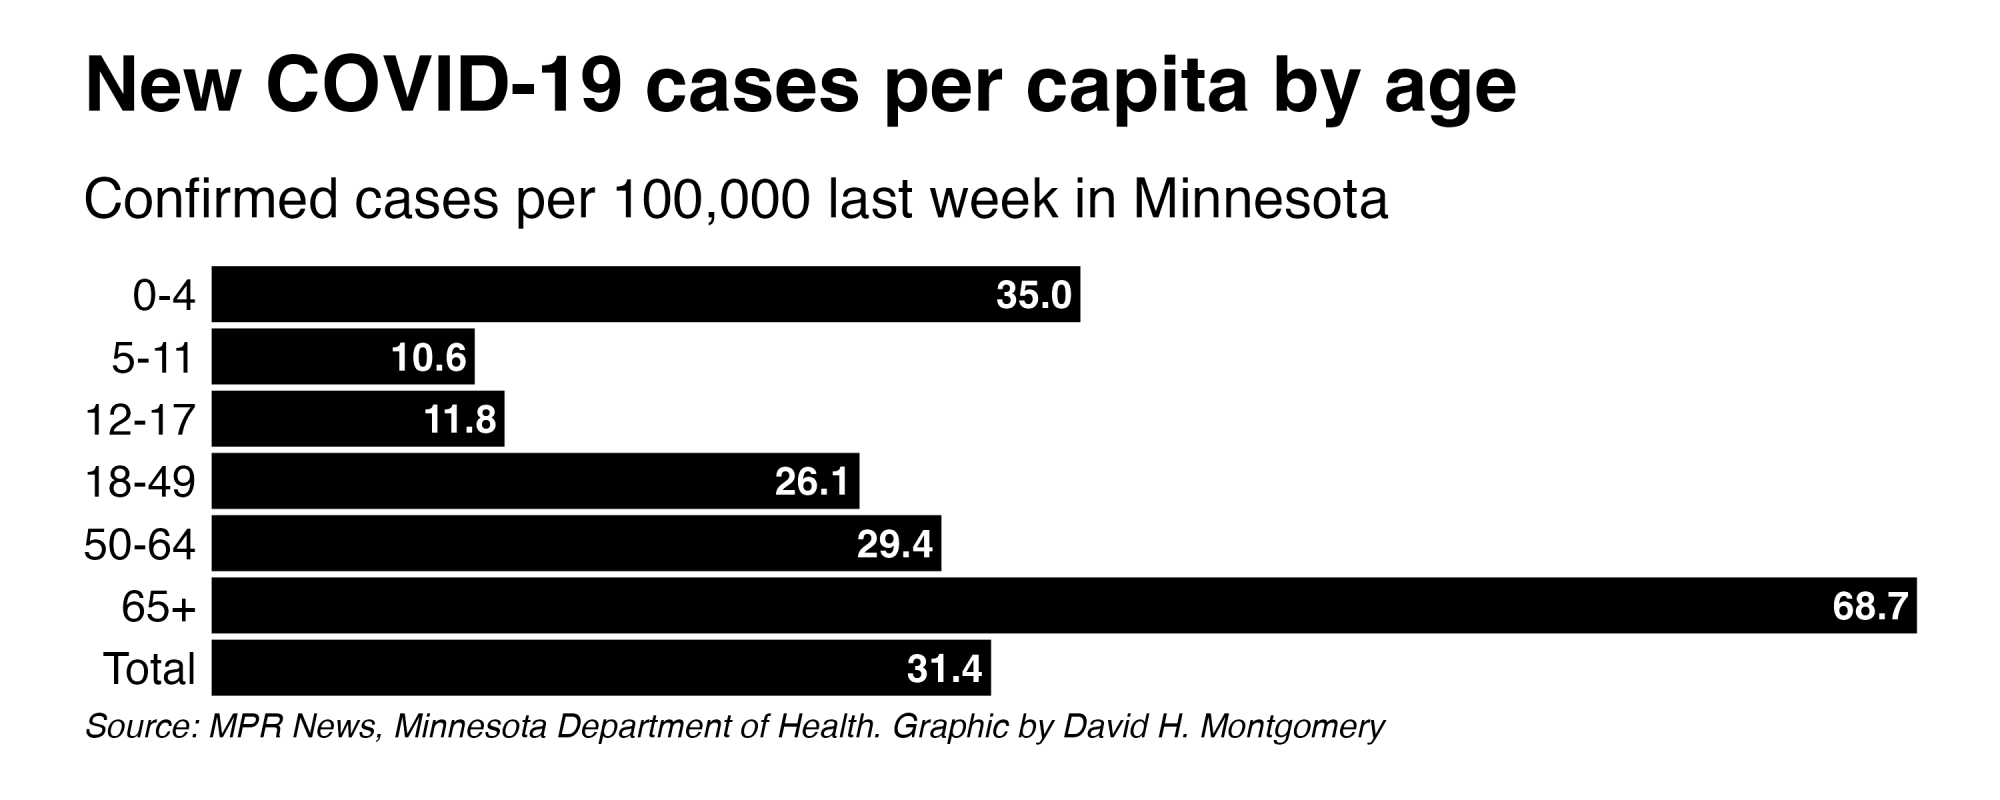 New COVID-19 cases per capita by age
Confirmed cases per 100,000 last week in Minnesota
0-4 35.0
5-11 10.6
12-17 11.8
18-49 26.1
50-64 29.4
65+ 68.7
Total 31.4
Source: MPR News, Minnesota Department of Health. Graphic by David H. Montgomery